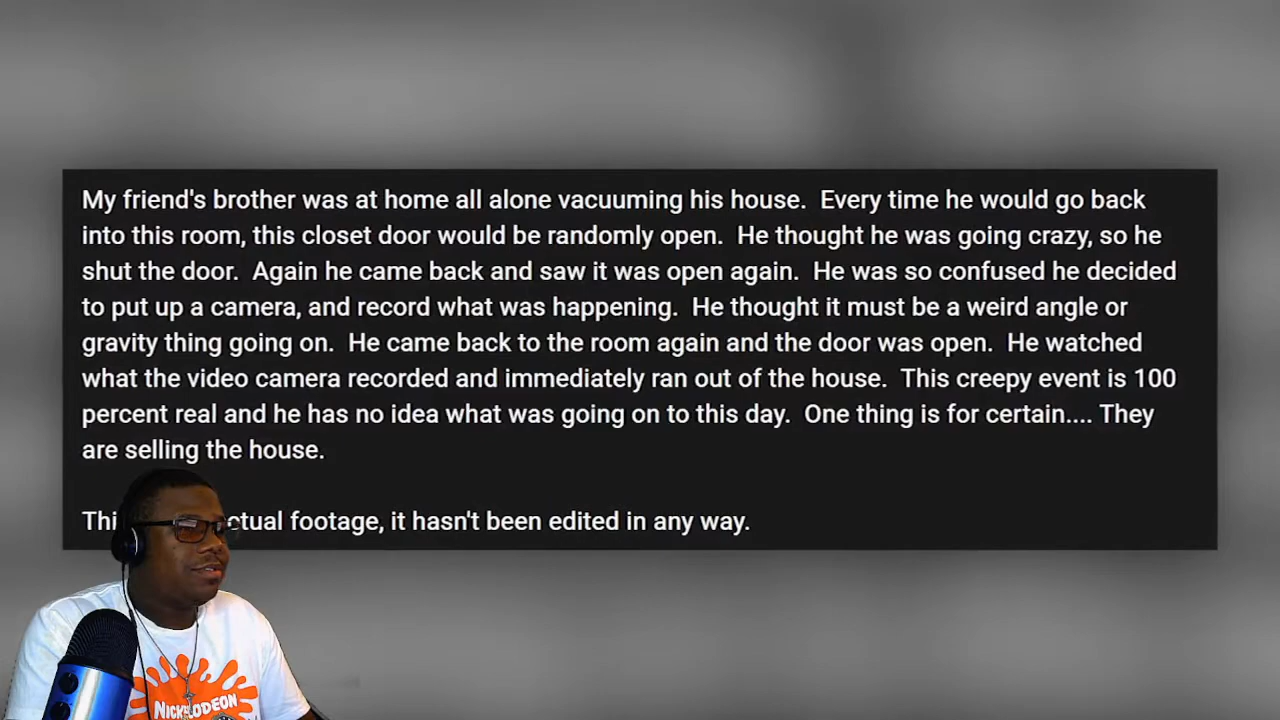 My friend's brother was at home all alone vacuuming his house.  Every time he would go back
into this room, this closet door would be randomly open.  He thought he was going crazy, so he
shut the door.  Again he came back and saw it was open again.  He was so confused he decided
to put up a camera, and record what was happening.  He thought it must be a weird angle or
gravity thing going on.  He came back to the room again and the door was open.  He watched
what the video camera recorded and immediately ran out of the house.  This creepy event is 100
percent real and he has no idea what was going on to this day.  One thing is for certain.... They
are selling the house.
footage, it hasn't been edited in any way.
NICKELODEON